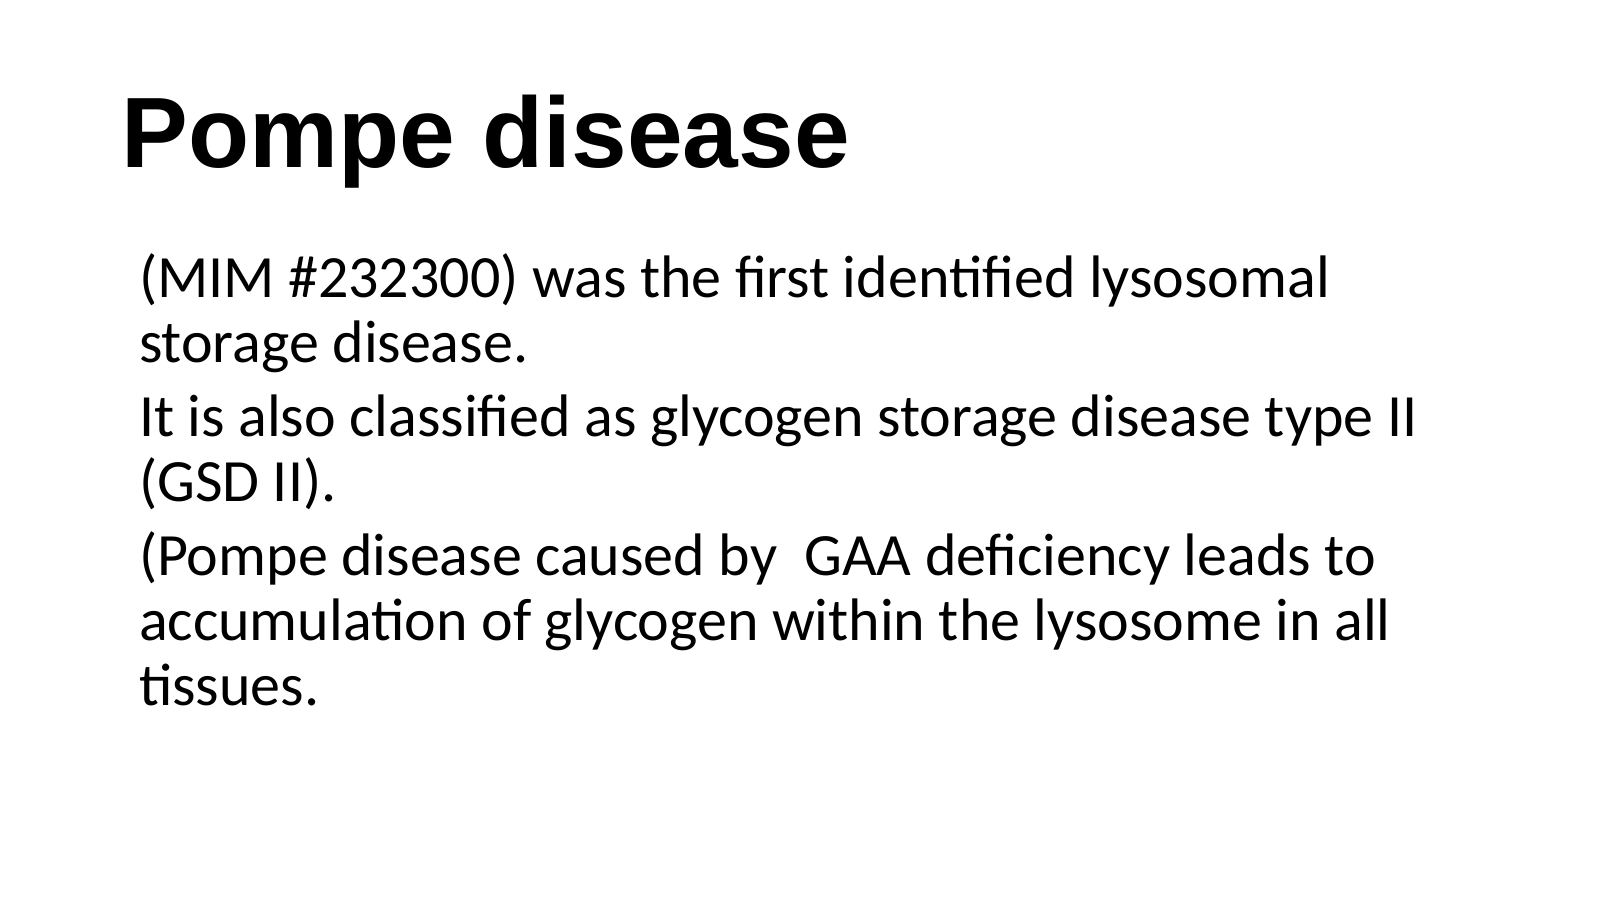 Pompe disease
(MIM #232300) was the first identified lysosomal
storage disease.
It is also classified as glycogen storage disease type II
(GSD II).
(Pompe disease caused by  GAA deficiency leads to
accumulation of glycogen within the lysosome in all
tissues.